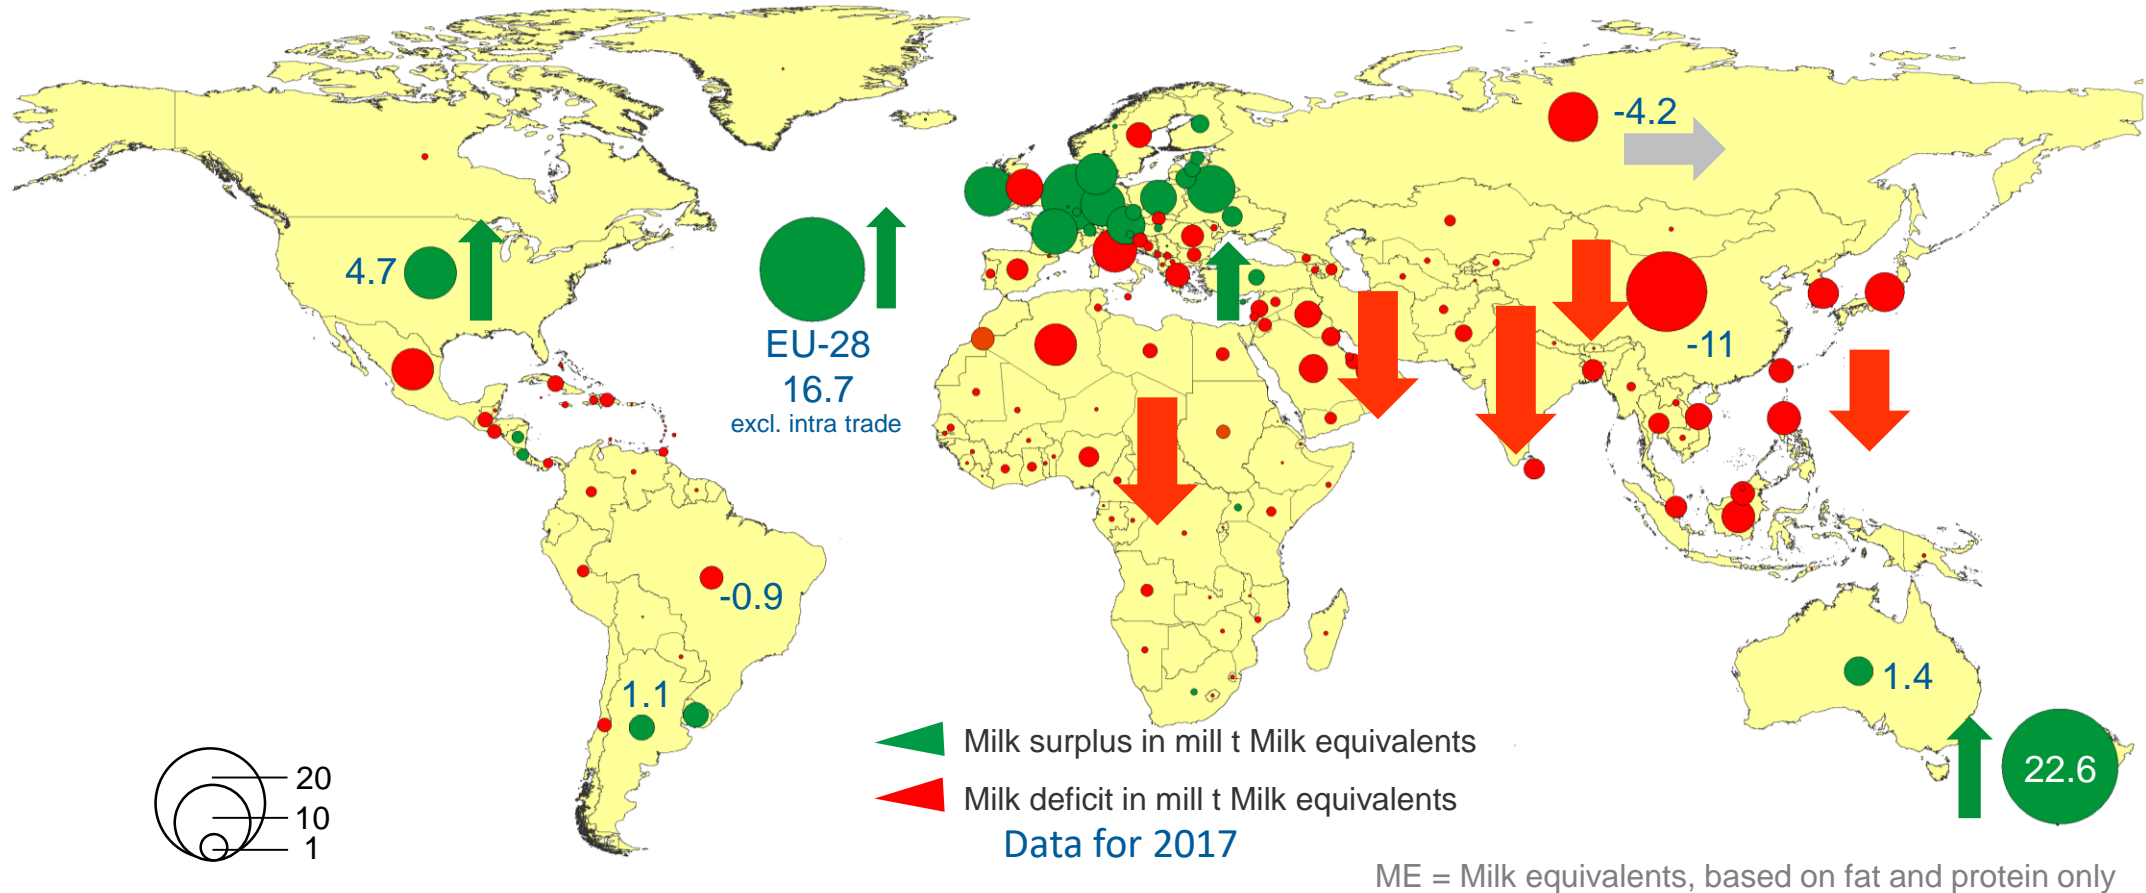 -4.2
4.7
EU-28
16.7
excl. intra trade
-11
-0.9
1.1
1.4
22.6
Milk surplus in mill t Milk equivalents
Milk deficit in mill t Milk equivalents
Data for 2017
20
10
1
ME = Milk equivalents, based on fat and protein only